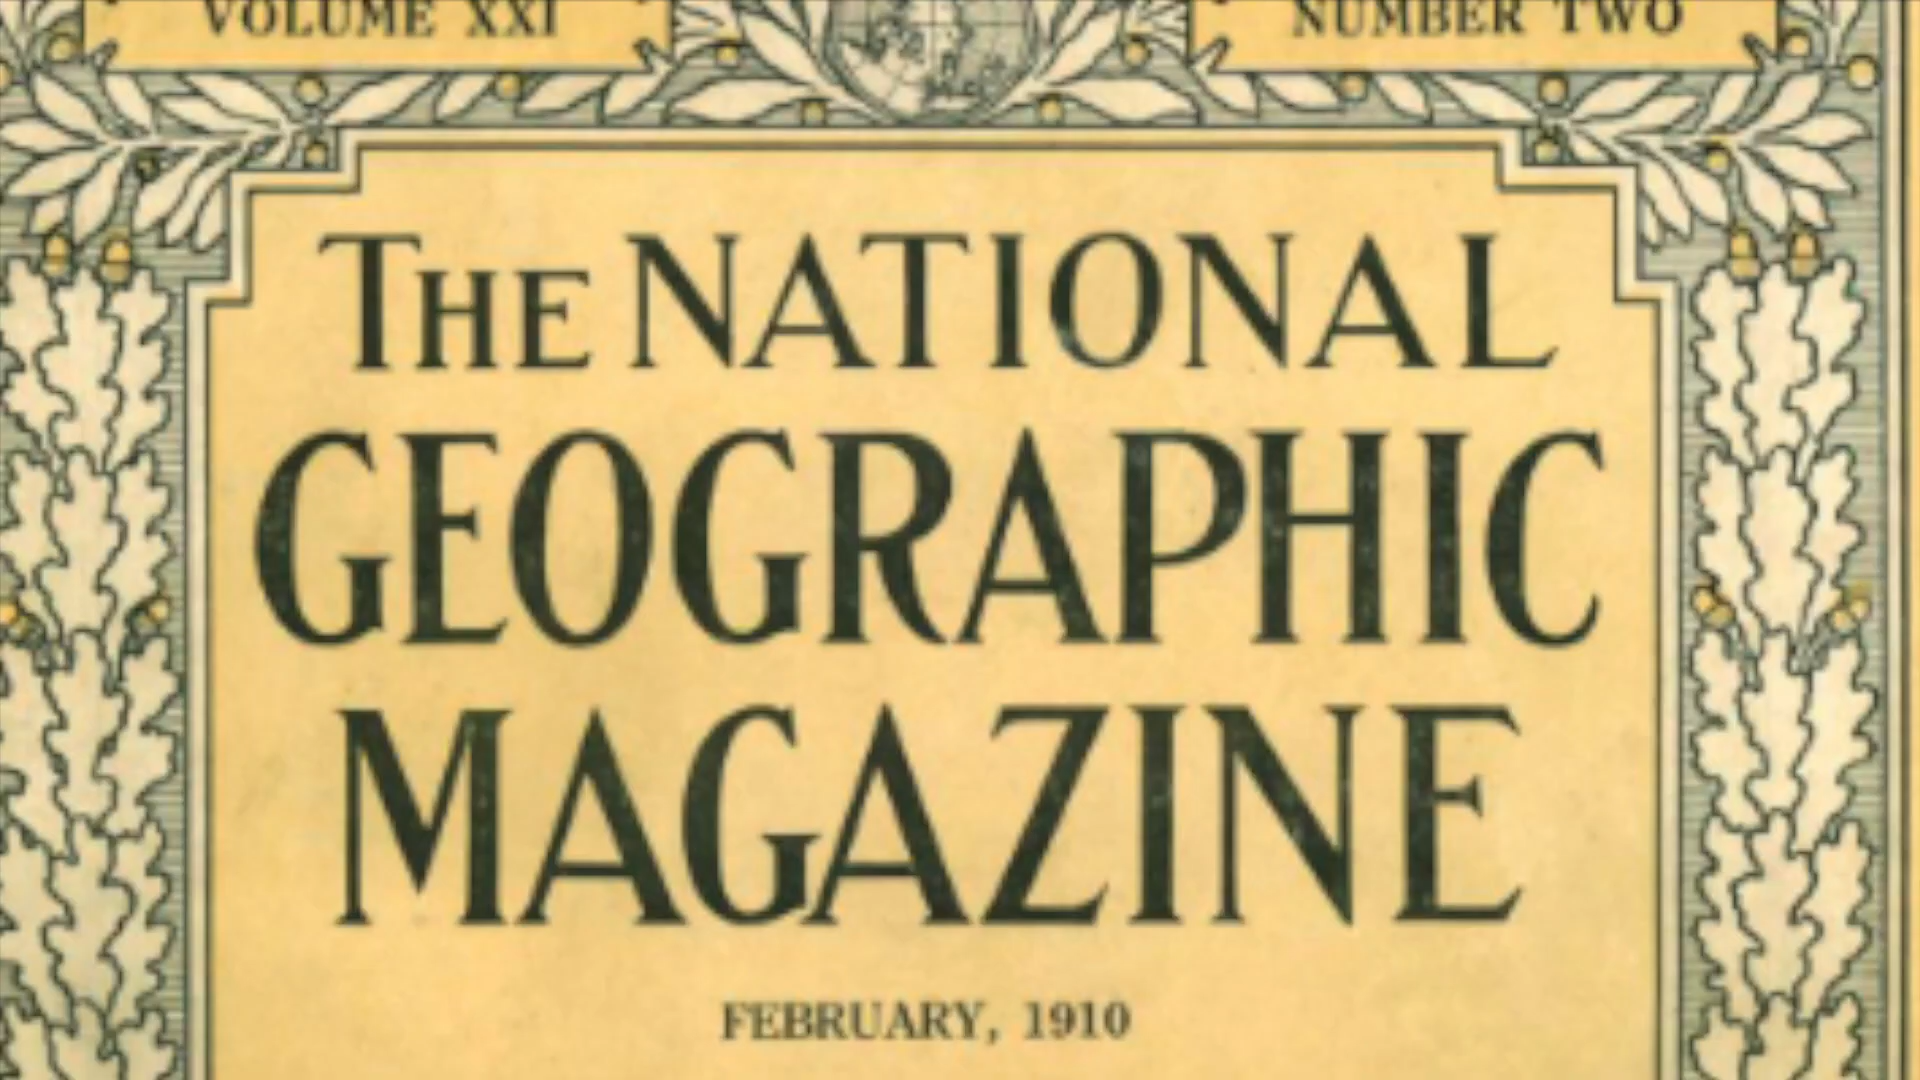 VOLUME XXI
NUMBER TWO
THE NATIONAL
GEOGRAPHIC
MAGAZINE
FEBRUARY, 1910